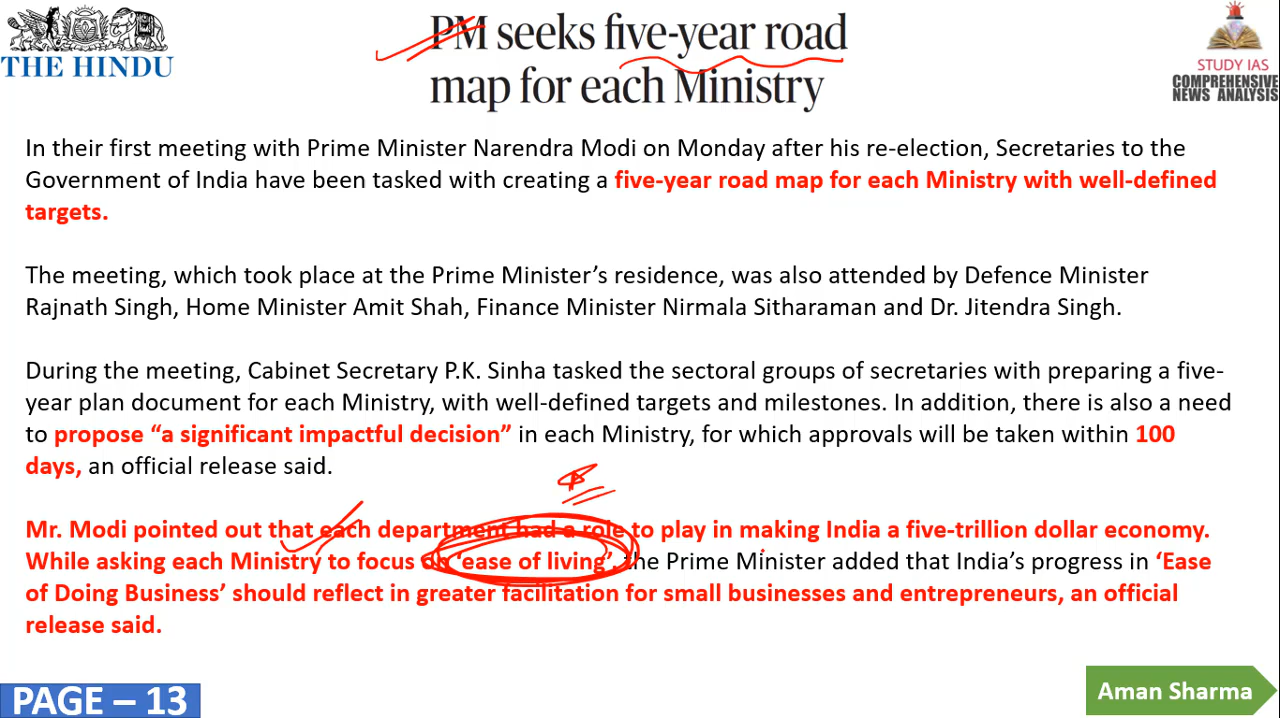 THE HINDU
PM seeks five-year road
map for each Ministry
STUDY IAS
COMPREHENSIVE
NEWS ANALYSIS
In their first meeting with Prime Minister Narendra Modi on Monday after his re-election, Secretaries to the
Government of India have been tasked with creating a five-year road map for each Ministry with well-defined
targets.
The meeting, which took place at the Prime Minister’s residence, was also attended by Defence Minister
Rajnath Singh, Home Minister Amit Shah, Finance Minister Nirmala Sitharaman and Dr. Jitendra Singh.
During the meeting, Cabinet Secretary P.K. Sinha tasked the sectoral groups of secretaries with preparing a five-
year plan document for each Ministry, with well-defined targets and milestones. In addition, there is also a need
to propose “a significant impactful decision” in each Ministry, for which approvals will be taken within 100
days, an official release said.
Mr. Modi pointed out that each department had a role to play in making India a five-trillion dollar economy.
While asking each Ministry to focus on ‘ease of living’, the Prime Minister added that India’s progress in ‘Ease
of Doing Business’ should reflect in greater facilitation for small businesses and entrepreneurs, an official
release said.
PAGE – 13
Aman Sharma